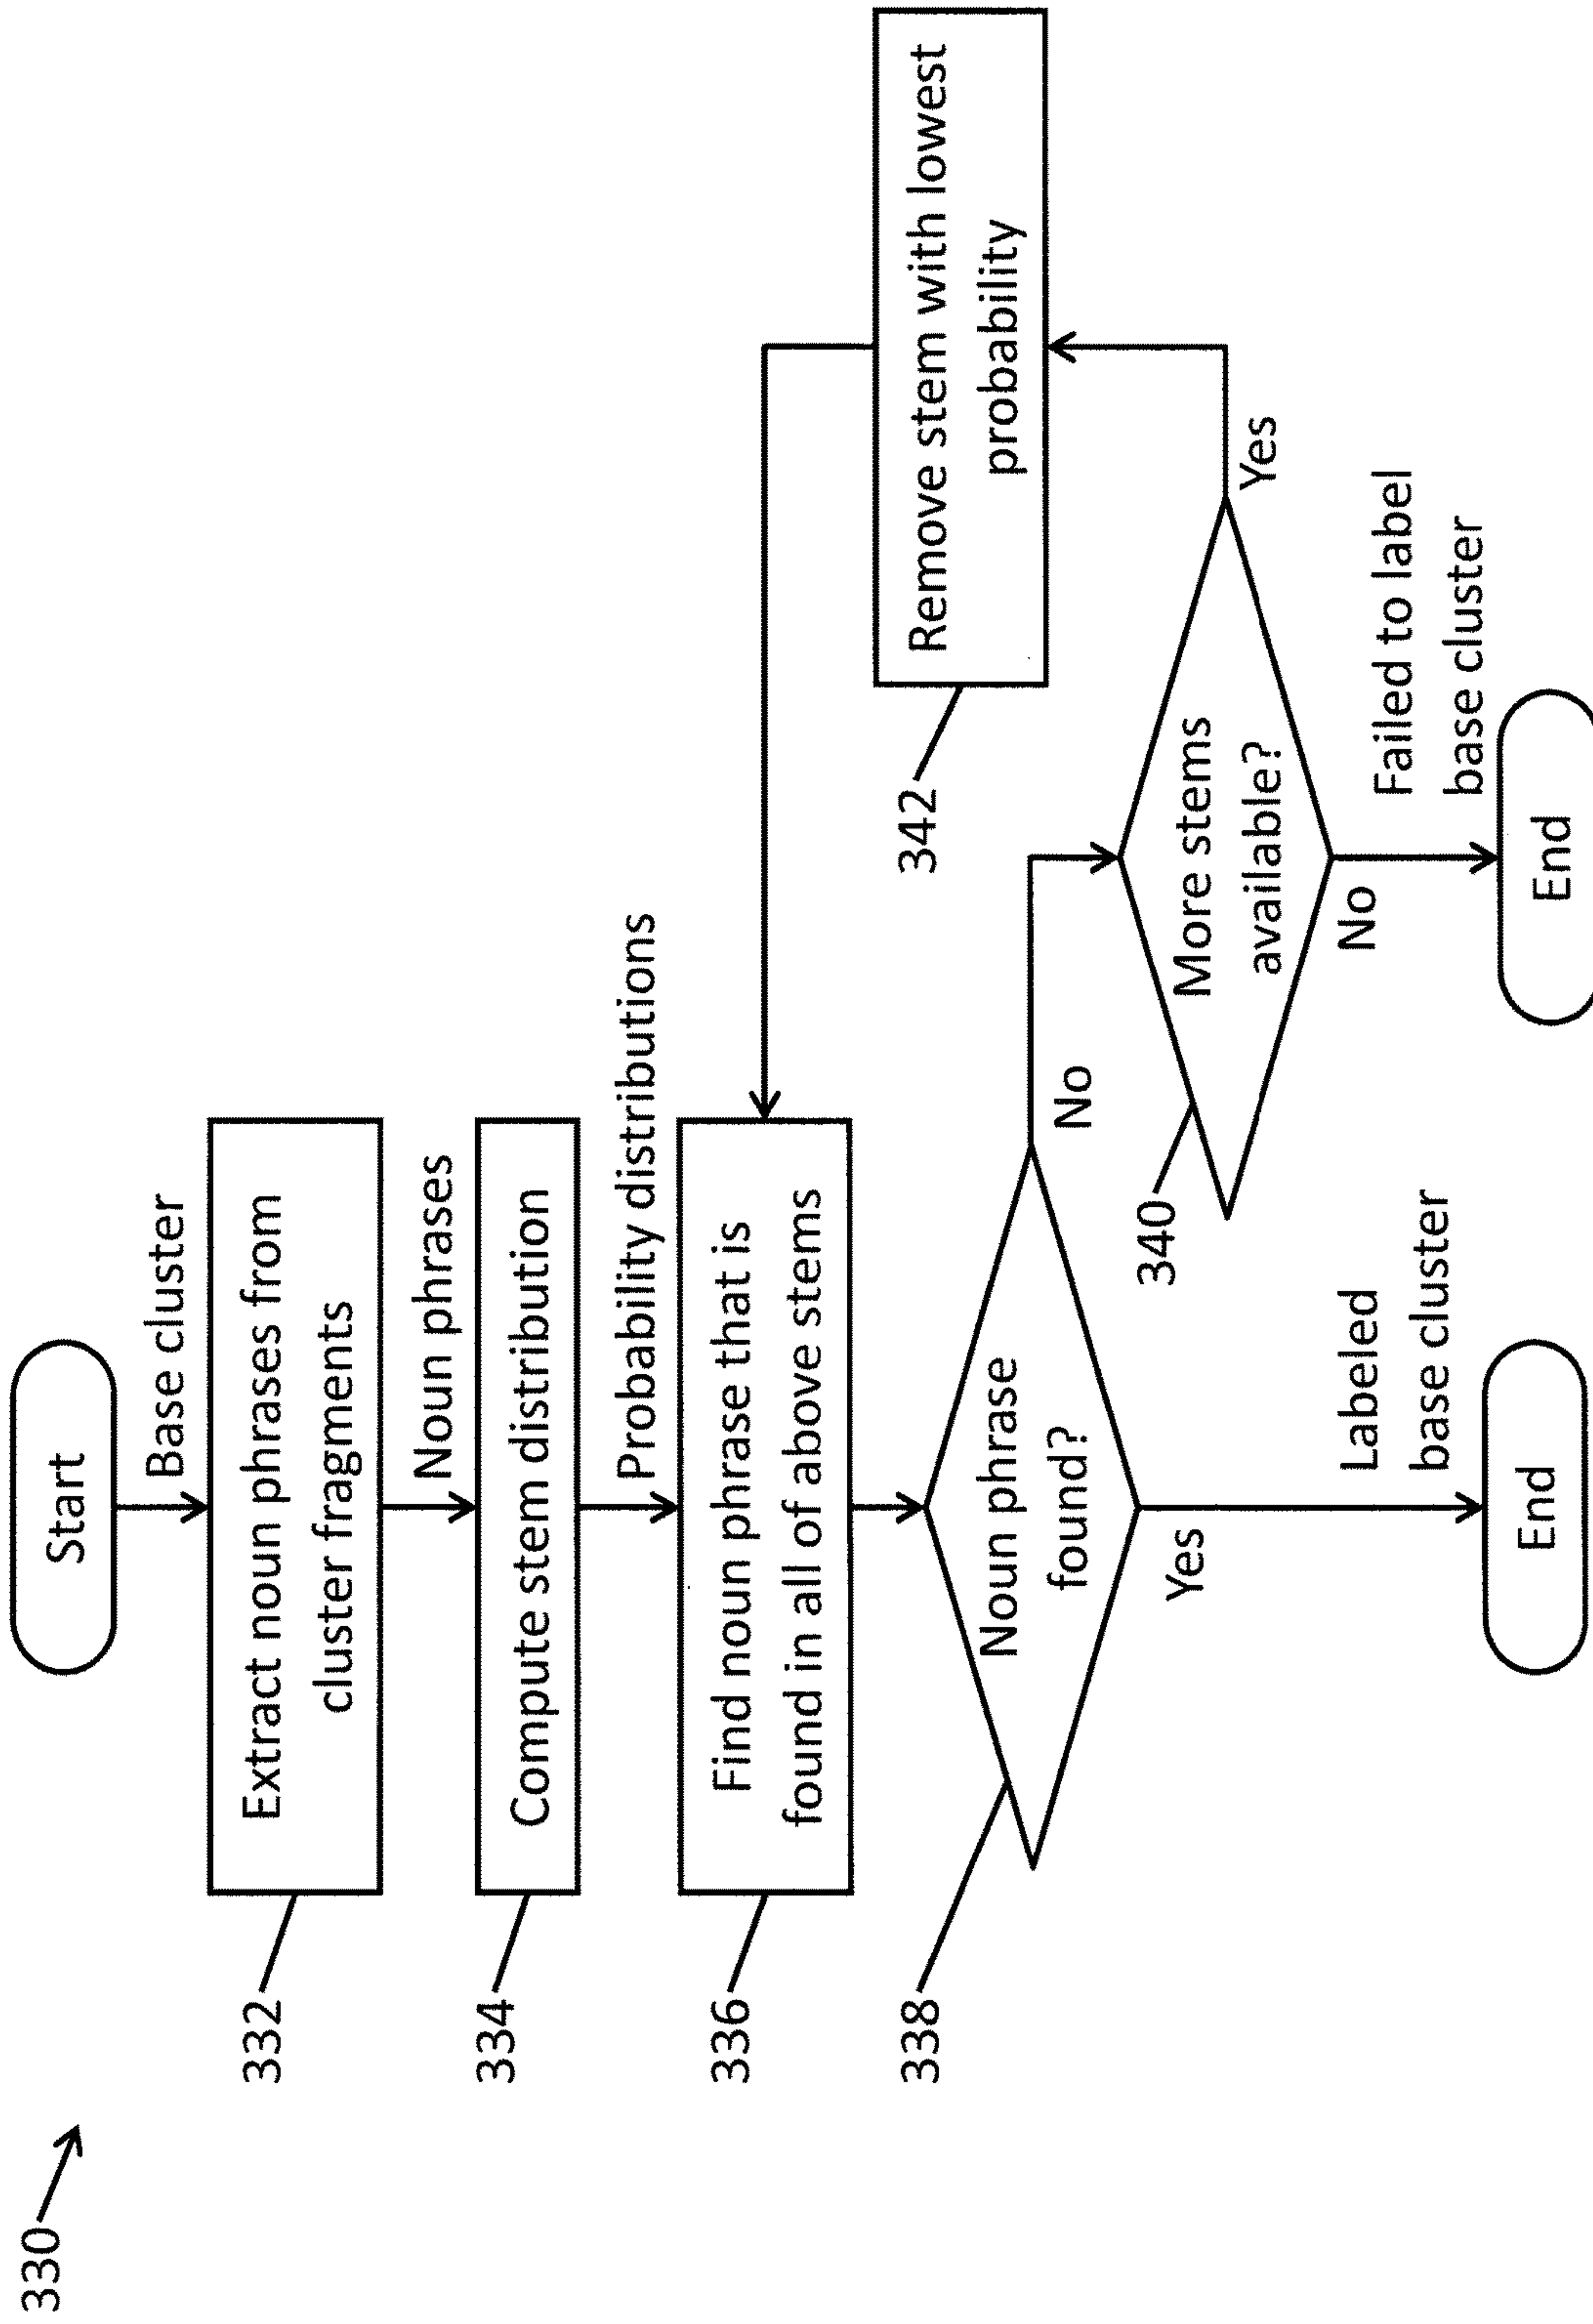 330
Start
Base cluster
332
Extract noun phrases from
cluster fragments
Noun phrases
334
Compute stem distribution
Probability distributions
336
Find noun phrase that is
found in all of above stems
338
Noun phrase
found?
No
Yes
Labeled
base cluster
End
340
More stems
available?
Yes
No
342
Remove stem with lowest
probability
Failed to label
base cluster
End